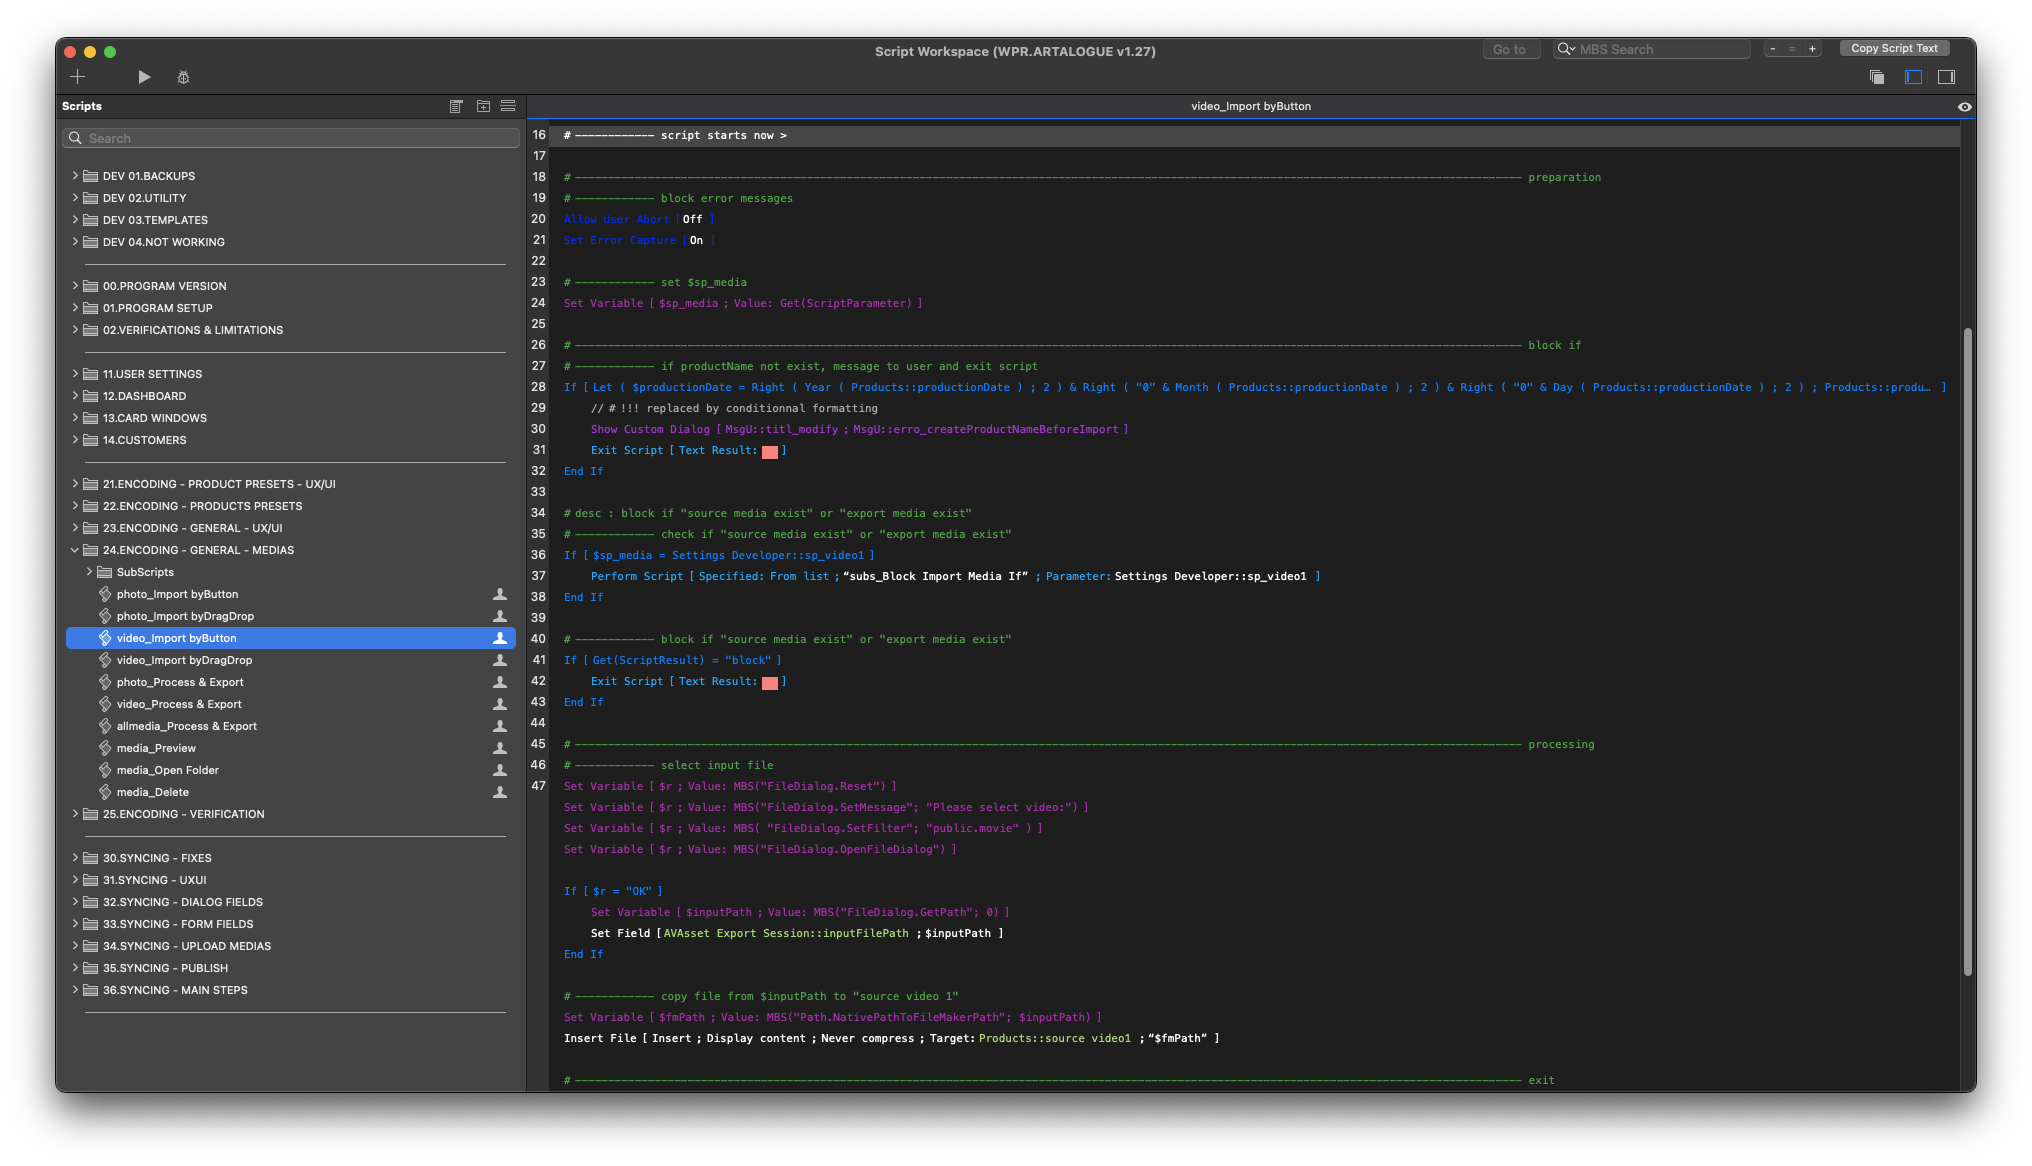 Script Workspace (WPR.ARTALOGUE v1.27)
Go to
MBS Search
- = +
Copy Script Text
Scripts
video_Import byButton
Search
DEV 01.BACKUPS
DEV 02.UTILITY
DEV 03.TEMPLATES
DEV 04.NOT WORKING
00.PROGRAM VERSION
01.PROGRAM SETUP
02.VERIFICATIONS & LIMITATIONS
11.USER SETTINGS
12.DASHBOARD
13.CARD WINDOWS
14.CUSTOMERS
21.ENCODING - PRODUCT PRESETS - UX/UI
22.ENCODING - PRODUCTS PRESETS
23.ENCODING - GENERAL - UX/UI
24.ENCODING - GENERAL - MEDIAS
SubScripts
photo_Import byButton
photo_Import byDragDrop
video_Import byButton
video_Import byDragDrop
photo_Process & Export
video_Process & Export
allmedia_Process & Export
media_Preview
media_Open Folder
media_Delete
25.ENCODING - VERIFICATION
30.SYNCING - FIXES
31.SYNCING - UXUI
32.SYNCING - DIALOG FIELDS
33.SYNCING - FORM FIELDS
34.SYNCING - UPLOAD MEDIAS
35.SYNCING - PUBLISH
36.SYNCING - MAIN STEPS
16 # ———————————— script starts now >
17
18 # ———————————— preparation
19 # ———————————— block error messages
20 Allow User Abort [ Off ]
21 Set Error Capture [ On ]
22
23 # ———————————— set $sp_media
24 Set Variable [ $sp_media ; Value: Get(ScriptParameter) ]
25
26 # ———————————— block if
27 # ———————————— if productName not exist, message to user and exit script
28 If [ Let ( $productionDate = Right ( Year ( Products::productionDate ) ; 2 ) & Right ( "0" & Month ( Products::productionDate ) ; 2 ) & Right ( "0" & Day ( Products::productionDate ) ; 2 ) ; Products::produ… ]
29 // # !!! replaced by conditionnal formatting
30 Show Custom Dialog [ MsgU::titl_modify ; MsgU::erro_createProductNameBeforeImport ]
31 Exit Script [ Text Result: ]
32 End If
33
34 # desc : block if "source media exist" or "export media exist"
35 # ———————————— check if "source media exist" or "export media exist"
36 If [ $sp_media = Settings Developer::sp_video1 ]
37 Perform Script [ Specified: From list ; “subs_Block Import Media If” ; Parameter: Settings Developer::sp_video1 ]
38 End If
39
40 # ———————————— block if "source media exist" or "export media exist"
41 If [ Get(ScriptResult) = "block" ]
42 Exit Script [ Text Result: ]
43 End If
44
45 # ———————————— processing
46 # ———————————— select input file
47 Set Variable [ $r ; Value: MBS("FileDialog.Reset") ]
Set Variable [ $r ; Value: MBS("FileDialog.SetMessage"; "Please select video:") ]
Set Variable [ $r ; Value: MBS( "FileDialog.SetFilter"; "public.movie" ) ]
Set Variable [ $r ; Value: MBS("FileDialog.OpenFileDialog") ]
If [ $r = "OK" ]
Set Variable [ $inputPath ; Value: MBS("FileDialog.GetPath"; 0) ]
Set Field [ AVAsset Export Session::inputFilePath ; $inputPath ]
End If
# ———————————— copy file from $inputPath to "source video 1"
Set Variable [ $fmPath ; Value: MBS("Path.NativePathToFileMakerPath"; $inputPath) ]
Insert File [ Insert ; Display content ; Never compress ; Target: Products::source video1 ; “$fmPath” ]
# ———————————— exit